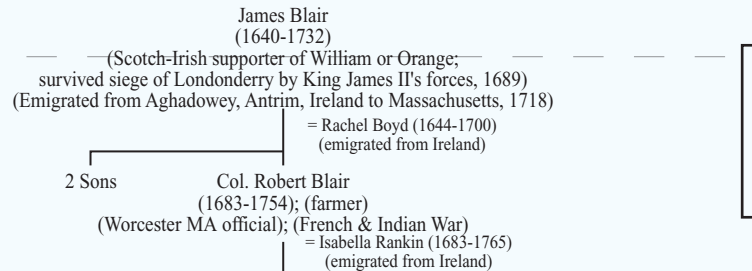 James Blair
(1640-1732)
(Scotch-Irish supporter of William or Orange;
survived siege of Londonderry by King James II's forces, 1689)
(Emigrated from Aghadowey, Antrim, Ireland to Massachusetts, 1718)
= Rachel Boyd (1644-1700)
(emigrated from Ireland)
2 Sons
Col. Robert Blair
(1683-1754); (farmer)
(Worcester MA official); (French & Indian War)
= Isabella Rankin (1683-1765)
(emigrated from Ireland)